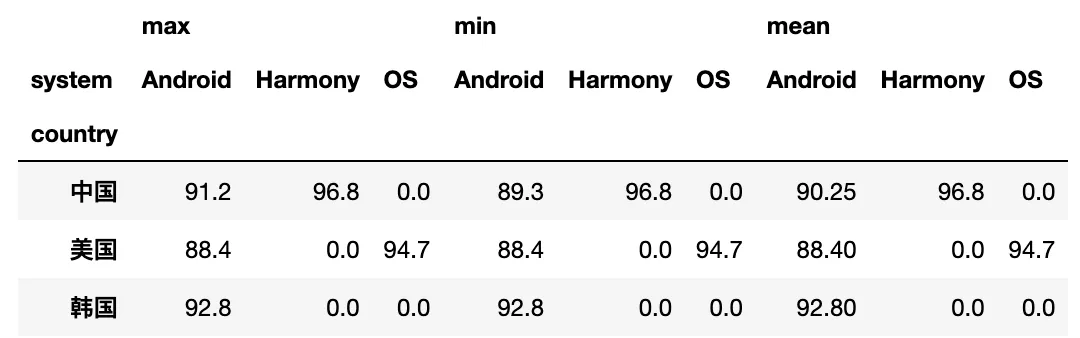 max min mean
system Android Harmony OS Android Harmony OS Android Harmony OS
country
中国 91.2 96.8 0.0 89.3 96.8 0.0 90.25 96.8 0.0
美国 88.4 0.0 94.7 88.4 0.0 94.7 88.40 0.0 94.7
韩国 92.8 0.0 0.0 92.8 0.0 0.0 92.80 0.0 0.0